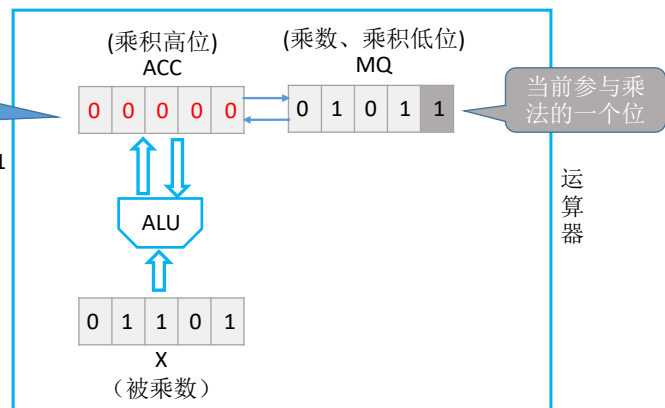 (乘积高位)
ACC
(乘数、乘积低位)
MQ
0 0 0 0 0
0 1 0 1 1
当前参与乘
法的一个位
1
运
算
器
ALU
0 1 1 0 1
X
（被乘数）